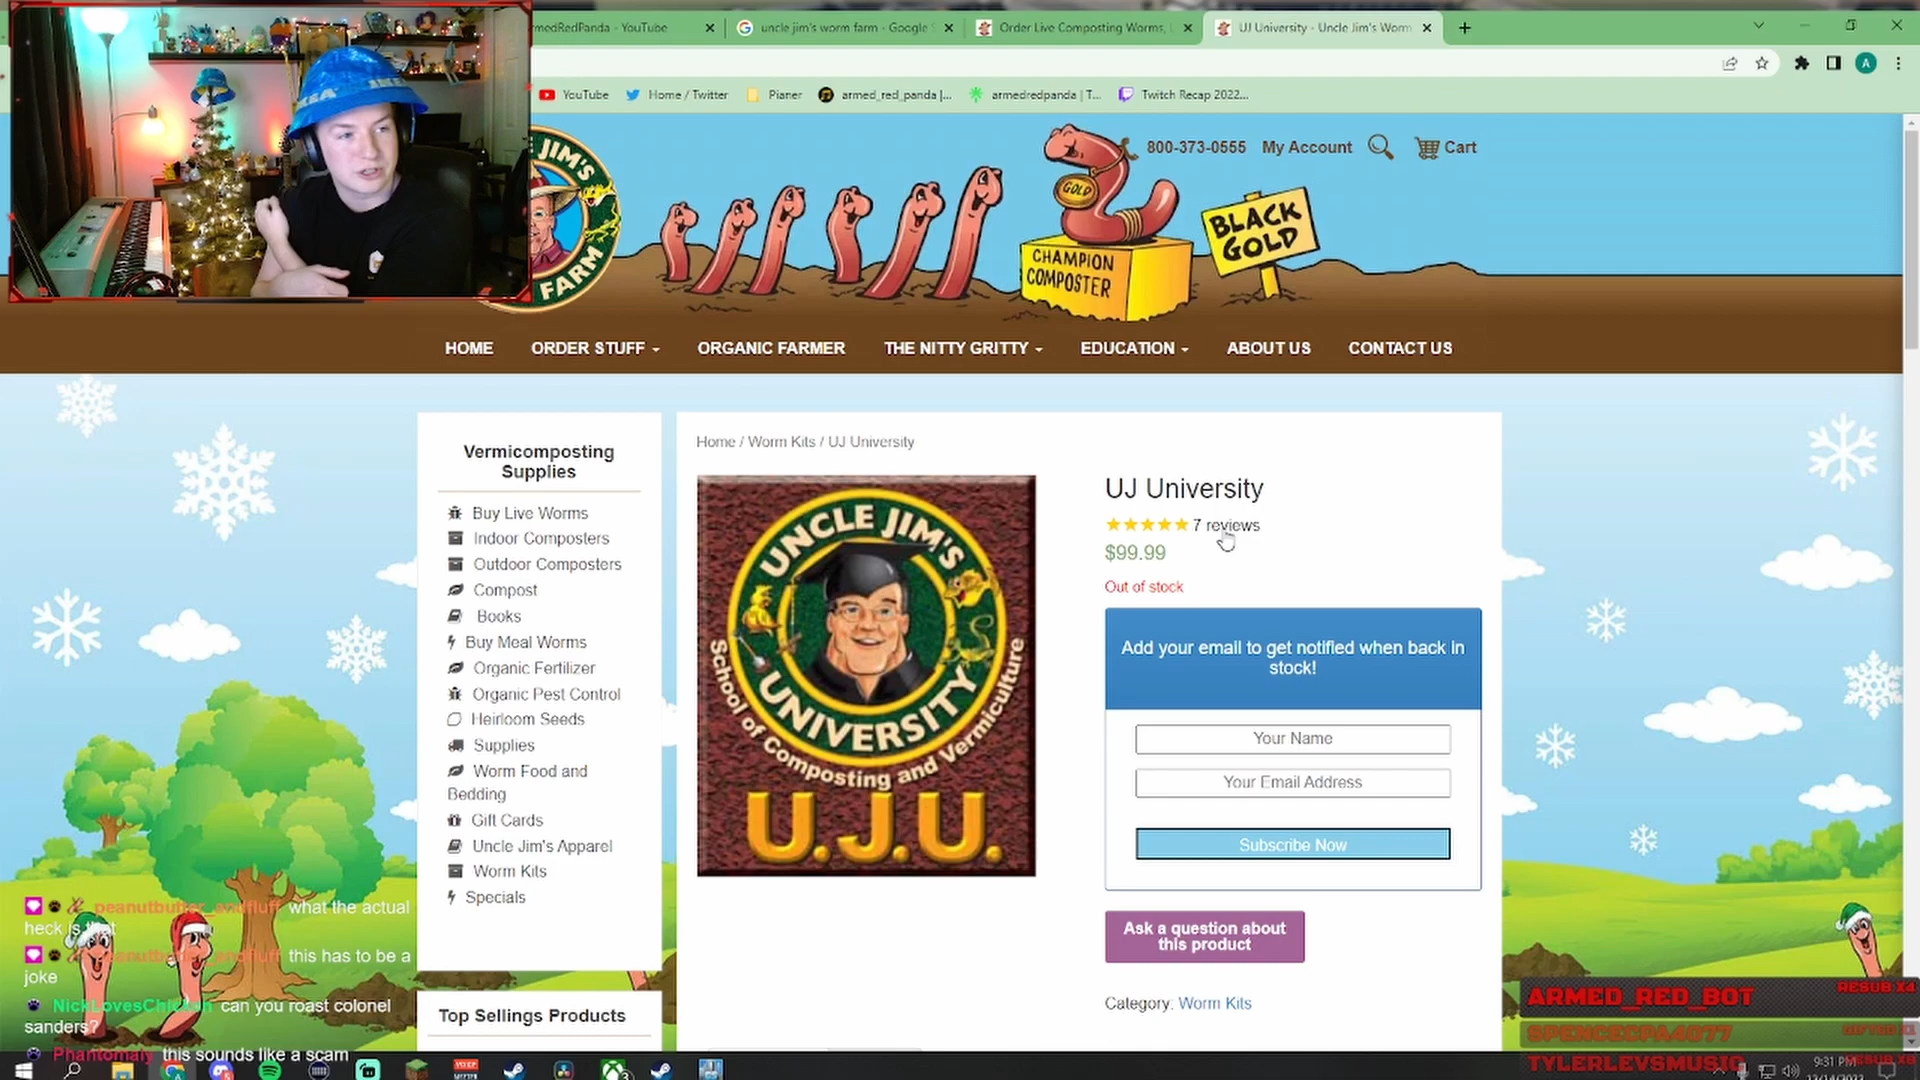 armedRedPanda - YouTube
uncle jim's worm farm - Google S
Order Live Composting Worms,
UJ University - Uncle Jim's Worm
A
YouTube
Home / Twitter
Pianer
armed_red_panda |...
armedredpanda | T...
Twitch Recap 2022...
IKEA
JIM'S
FARM
GOLD
CHAMPION
COMPOSTER
BLACK
GOLD
800-373-0555
My Account
Cart
HOME
ORDER STUFF
ORGANIC FARMER
THE NITTY GRITTY
EDUCATION
ABOUT US
CONTACT US
Vermicomposting
Supplies
Buy Live Worms
Indoor Composters
Outdoor Composters
Compost
Books
Buy Meal Worms
Organic Fertilizer
Organic Pest Control
Heirloom Seeds
Supplies
Worm Food and
Bedding
Gift Cards
Uncle Jim's Apparel
Worm Kits
Specials
Top Sellings Products
Home / Worm Kits / UJ University
UNCLE JIM'S
UNIVERSITY
School of Composting and Vermiculture
U.J.U.
UJ University
7 reviews
$99.99
Out of stock
Add your email to get notified when back in
stock!
Your Name
Your Email Address
Subscribe Now
Ask a question about
this product
Category: Worm Kits
peanutbutter_andfluff what the actual
heck is that
peanutbutter_andfluff this has to be a
joke
NickLovesChicken can you roast colonel
sanders?
Phantomaly this sounds like a scam
ARMED_RED_BOT
RESUB X4
SPENCECPA4077
GIFTED X1
TYLERLEVSMUSIC
9:31 PM